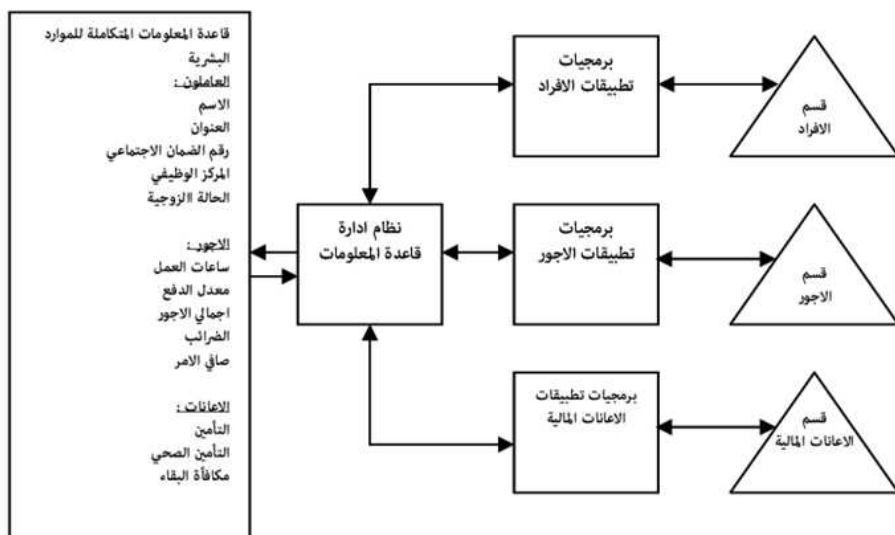 قاعدة المعلومات المتكاملة للموارد
البشرية
العاملون :
الاسم
العنوان
رقم الضمان الاجتماعي
المركز الوظيفي
الحالة االزوجية
الاجور :
ساعات العمل
معدل الدفع
اجمالي الاجور
الضرائب
صافي الامر
الاعانات :
التأمين
التأمين الصحي
مكافأة البقاء
نظام ادارة
قاعدة المعلومات
برمجيات
تطبيقات الافراد
قسم
الافراد
برمجيات
تطبيقات الاجور
قسم
الاجور
برمجيات تطبيقات
الاعانات المالية
قسم
الاعانات المالية